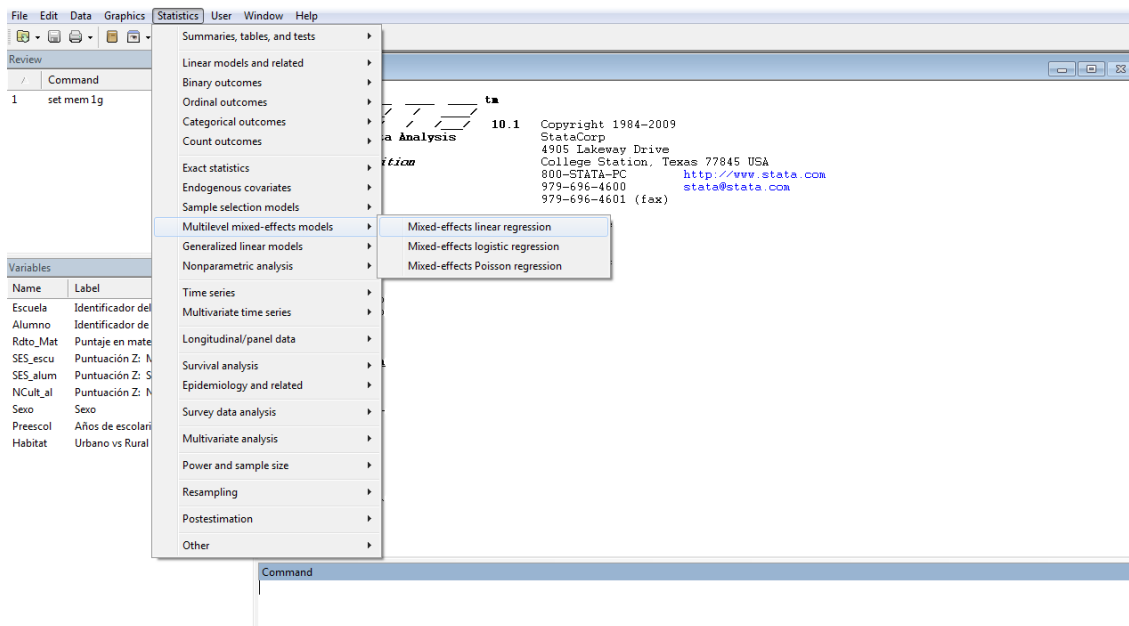 File Edit Data Graphics Statistics User Window Help
Review
Command
1 set mem 1g
Variables
Name Label
Escuela Identificador del
Alumno Identificador de
Rdto_Mat Puntaje en mate
SES_escu Puntuación Z:
SES_alum Puntuación Z: S
NCult_al Puntuación Z:
Sexo Sexo
Preescol Años de escolari
Habitat Urbano vs Rural
Summaries, tables, and tests
Linear models and related
Binary outcomes
Ordinal outcomes
Categorical outcomes
Count outcomes
Exact statistics
Endogenous covariates
Sample selection models
Multilevel mixed-effects models
Generalized linear models
Nonparametric analysis
Time series
Multivariate time series
Longitudinal/panel data
Survival analysis
Epidemiology and related
Survey data analysis
Multivariate analysis
Power and sample size
Resampling
Postestimation
Other
Mixed-effects linear regression
Mixed-effects logistic regression
Mixed-effects Poisson regression
tm
10.1 Copyright 1984-2009
a Analysis StataCorp
4905 Lakeway Drive
ition College Station, Texas 77845 USA
800-STATA-PC http://www.stata.com
979-696-4600 stata@stata.com
979-696-4601 (fax)
Command